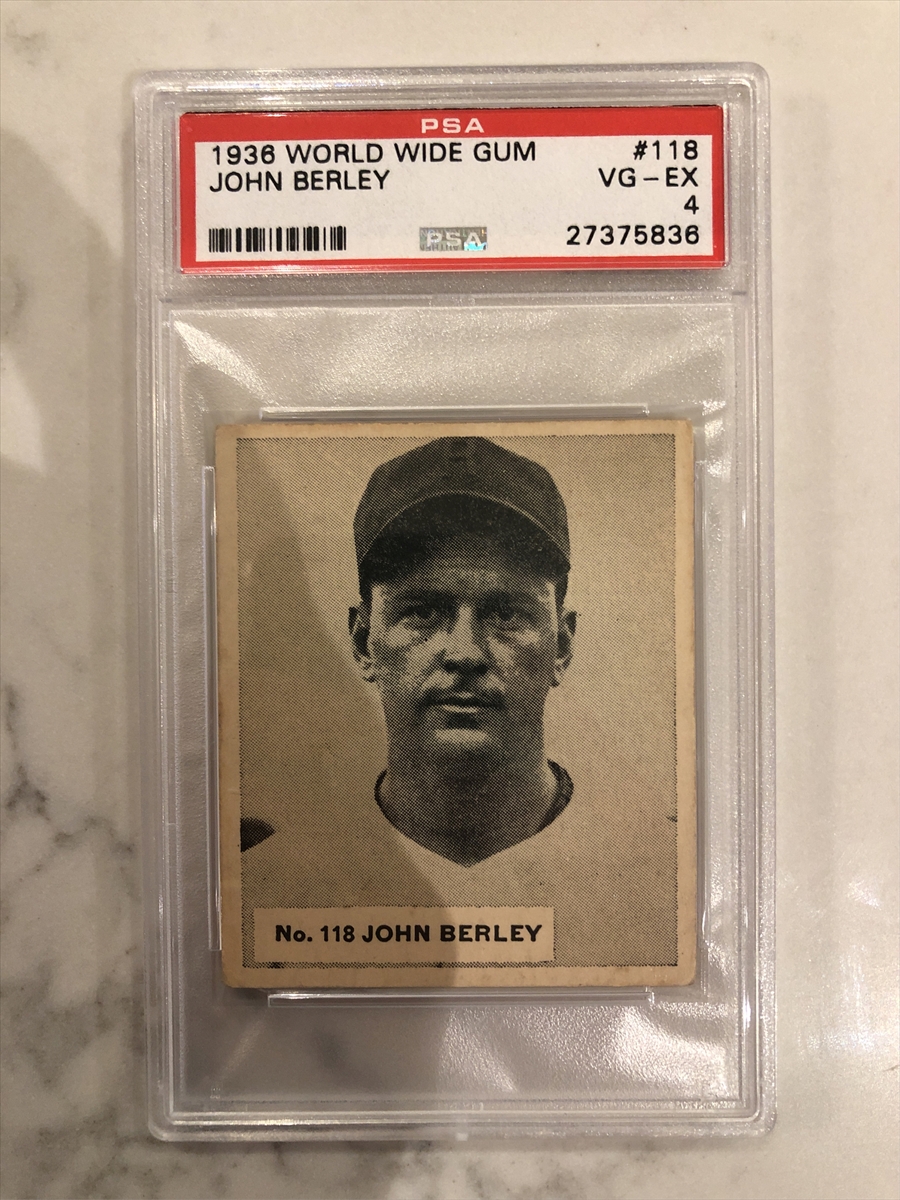 PSA
1936 WORLD WIDE GUM #118
JOHN BERLEY VG-EX
4
PSA 27375836
No. 118 JOHN BERLEY